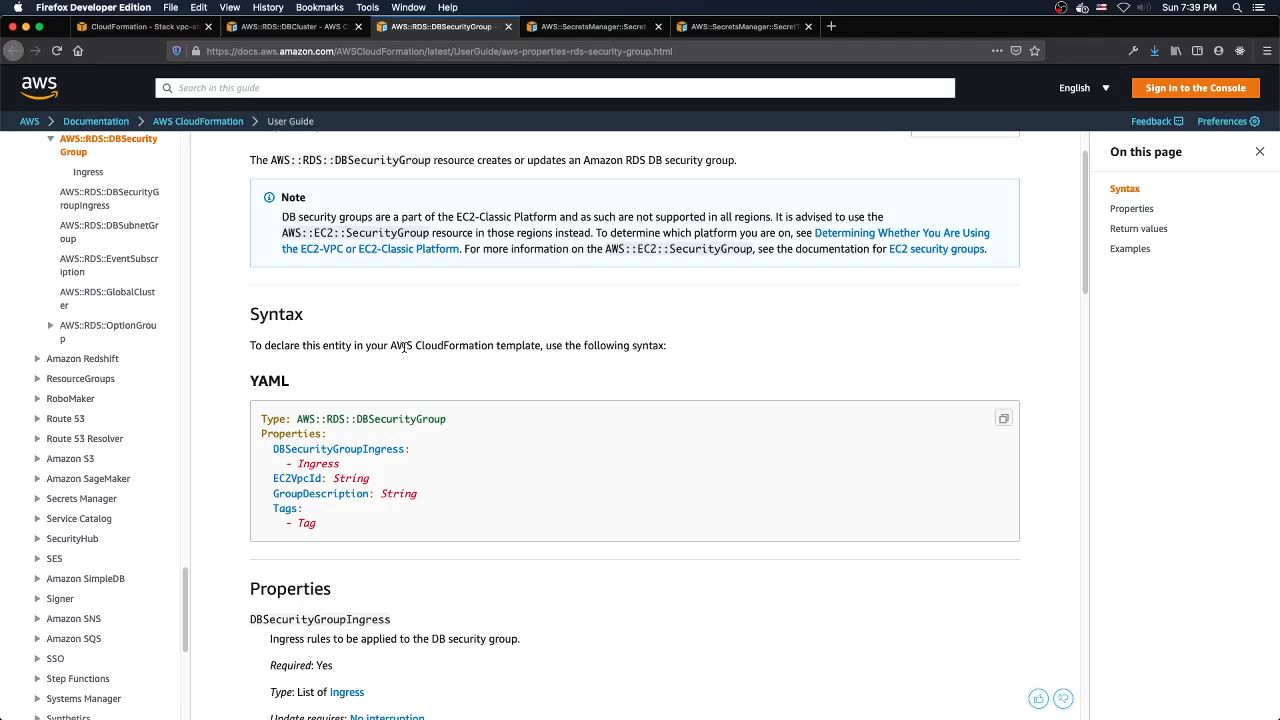 Firefox Developer Edition File Edit View History Bookmarks Tools Window Help Sun 7:39 PM
CloudFormation - Stack vpc-st
AWS::RDS::DBCluster - AWS C
AWS::RDS::DBSecurityGroup -
AWS::SecretsManager::Secret
AWS::SecretsManager::SecretT
https://docs.aws.amazon.com/AWSCloudFormation/latest/UserGuide/aws-properties-rds-security-group.html
aws
Search in this guide
English
Sign In to the Console
AWS > Documentation > AWS CloudFormation > User Guide
Feedback
Preferences
AWS::RDS::DBSecurity
Group
Ingress
AWS::RDS::DBSecurityG
roupIngress
AWS::RDS::DBSubnetGr
oup
AWS::RDS::EventSubscr
iption
AWS::RDS::GlobalClust
er
AWS::RDS::OptionGrou
p
Amazon Redshift
ResourceGroups
RoboMaker
Route 53
Route 53 Resolver
Amazon S3
Amazon SageMaker
Secrets Manager
Service Catalog
SecurityHub
SES
Amazon SimpleDB
Signer
Amazon SNS
Amazon SQS
SSO
Step Functions
Systems Manager
Synthetics
The AWS::RDS::DBSecurityGroup resource creates or updates an Amazon RDS DB security group.
Note
DB security groups are a part of the EC2-Classic Platform and as such are not supported in all regions. It is advised to use the
AWS::EC2::SecurityGroup resource in those regions instead. To determine which platform you are on, see Determining Whether You Are Using
the EC2-VPC or EC2-Classic Platform. For more information on the AWS::EC2::SecurityGroup, see the documentation for EC2 security groups.
Syntax
To declare this entity in your AWS CloudFormation template, use the following syntax:
YAML
Type: AWS::RDS::DBSecurityGroup
Properties:
DBSecurityGroupIngress:
- Ingress
EC2VpcId: String
GroupDescription: String
Tags:
- Tag
Properties
DBSecurityGroupIngress
Ingress rules to be applied to the DB security group.
Required: Yes
Type: List of Ingress
Update requires: No interruption
On this page
Syntax
Properties
Return values
Examples